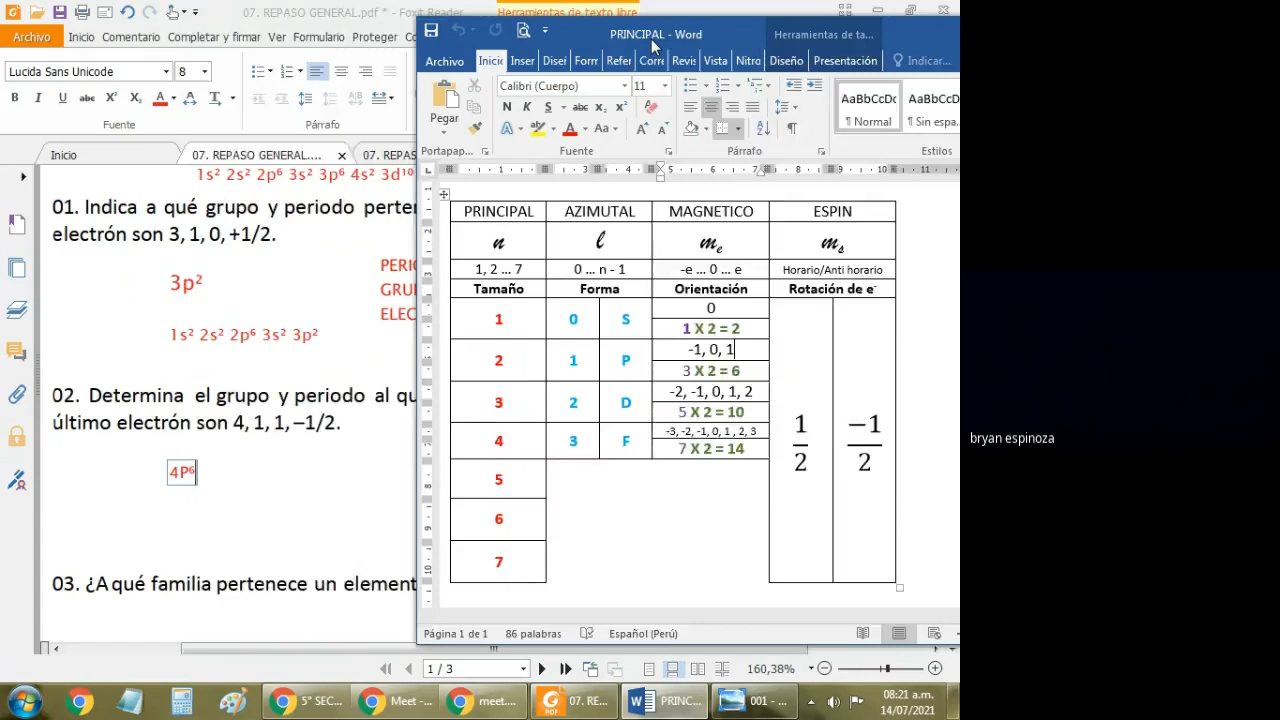 07. REPASO GENERAL.pdf * - Foxit Reader
Herramientas de texto libre
Archivo Inicio Comentario Completar y firmar Ver Formulario Proteger
Lucida Sans Unicode 8
Fuente Párrafo
Inicio 07. REPASO GENERAL.... 07. REPAS
1s² 2s² 2p⁶ 3s² 3p⁶ 4s² 3d¹⁰
01. Indica a qué grupo y periodo perten
electrón son 3, 1, 0, +1/2.
3p²
PERIO
GRUP
ELEC
1s² 2s² 2p⁶ 3s² 3p²
02. Determina el grupo y periodo al qu
último electrón son 4, 1, 1, –1/2.
4P⁶
03. ¿A qué familia pertenece un element
1 / 3
160,38%
PRINCIPAL - Word
Herramientas de ta...
Archivo Inicic Inser Diseí Form Refer Corre Revis Vista Nitro Diseño Presentación Indicar...
Calibri (Cuerpo) 11
Pegar
N K S abc x₂ x²
AaBbCcDc AaBbCcD
¶ Normal ¶ Sin espa...
Portapap... Fuente Párrafo Estilos
PRINCIPAL AZIMUTAL MAGNETICO ESPIN
n l mₑ mₛ
1, 2 ... 7 0 ... n - 1 -e ... 0 ... e Horario/Anti horario
Tamaño Forma Orientación Rotación de e⁻
1 0 S 0
1 X 2 = 2
2 1 P -1, 0, 1
3 X 2 = 6
3 2 D -2, -1, 0, 1, 2
5 X 2 = 10
4 3 F -3, -2, -1, 0, 1 , 2, 3
7 X 2 = 14
1/2 −1/2
5
6
7
Página 1 de 1 86 palabras Español (Perú)
bryan espinoza
5° SEC... Meet -... meet.... 07. RE... PRINC... 001 - ...
08:21 a.m.
14/07/2021